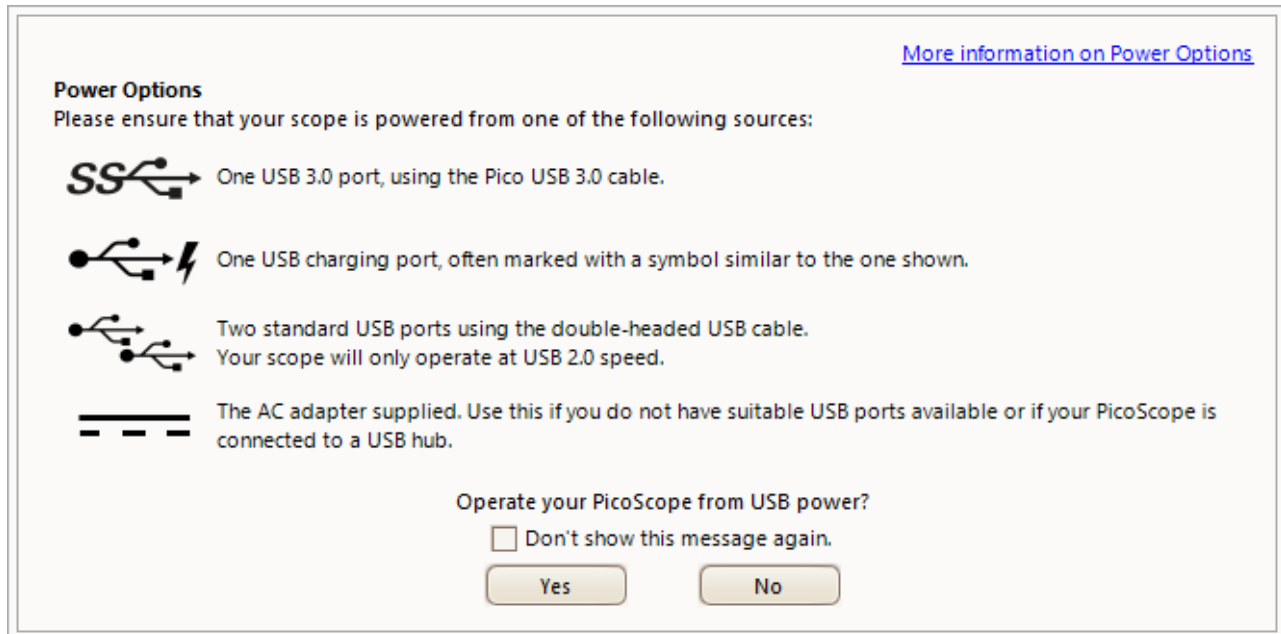 More information on Power Options
Power Options
Please ensure that your scope is powered from one of the following sources:
SS
One USB 3.0 port, using the Pico USB 3.0 cable.
One USB charging port, often marked with a symbol similar to the one shown.
Two standard USB ports using the double-headed USB cable.
Your scope will only operate at USB 2.0 speed.
The AC adapter supplied. Use this if you do not have suitable USB ports available or if your PicoScope is
connected to a USB hub.
Operate your PicoScope from USB power?
Don't show this message again.
Yes
No